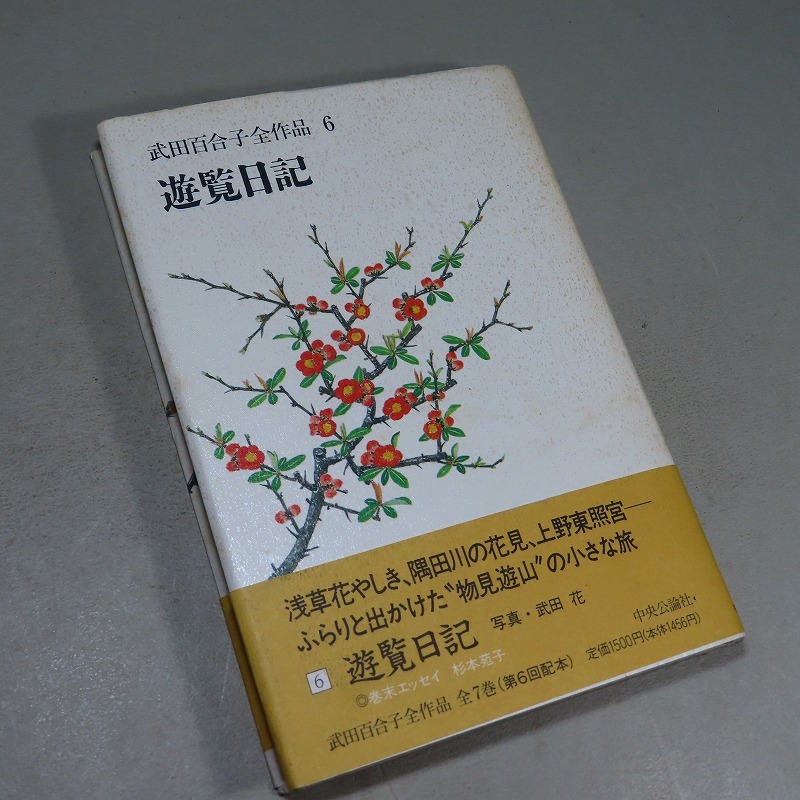 武田百合子全作品 6
遊覧日記
浅草花やしき、隅田川の花見、上野東照宮──
ふらりと出かけた〝物見遊山〟の小さな旅
6 遊覧日記 写真・武田 花
◎巻末エッセイ 杉本苑子
中央公論社
定価1500円(本体1456円)
武田百合子全作品 全7巻(第6回配本)